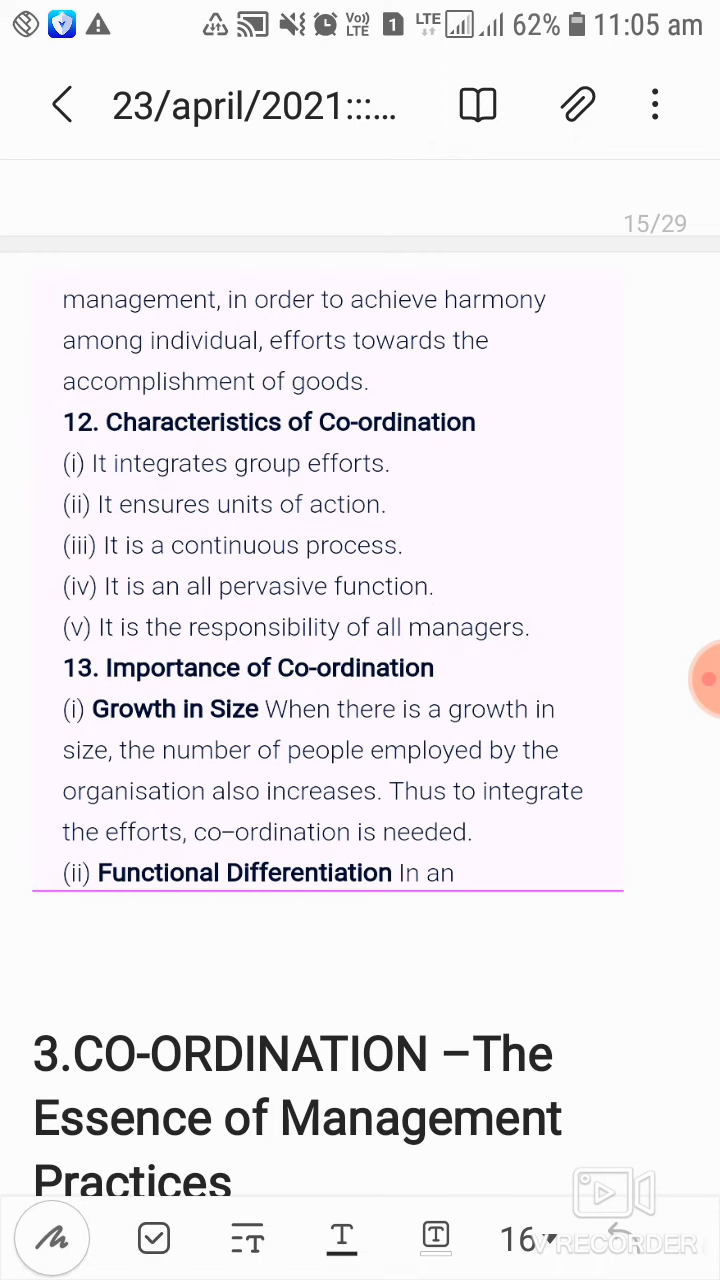 Vo))
LTE
1
LTE
62%
11:05 am
23/april/2021:::...
15/29
management, in order to achieve harmony
among individual, efforts towards the
accomplishment of goods.
12. Characteristics of Co-ordination
(i) It integrates group efforts.
(ii) It ensures units of action.
(iii) It is a continuous process.
(iv) It is an all pervasive function.
(v) It is the responsibility of all managers.
13. Importance of Co-ordination
(i) Growth in Size When there is a growth in
size, the number of people employed by the
organisation also increases. Thus to integrate
the efforts, co-ordination is needed.
(ii) Functional Differentiation In an
3.CO-ORDINATION –The
Essence of Management
Practices
T
T
T
16
V RECORDER